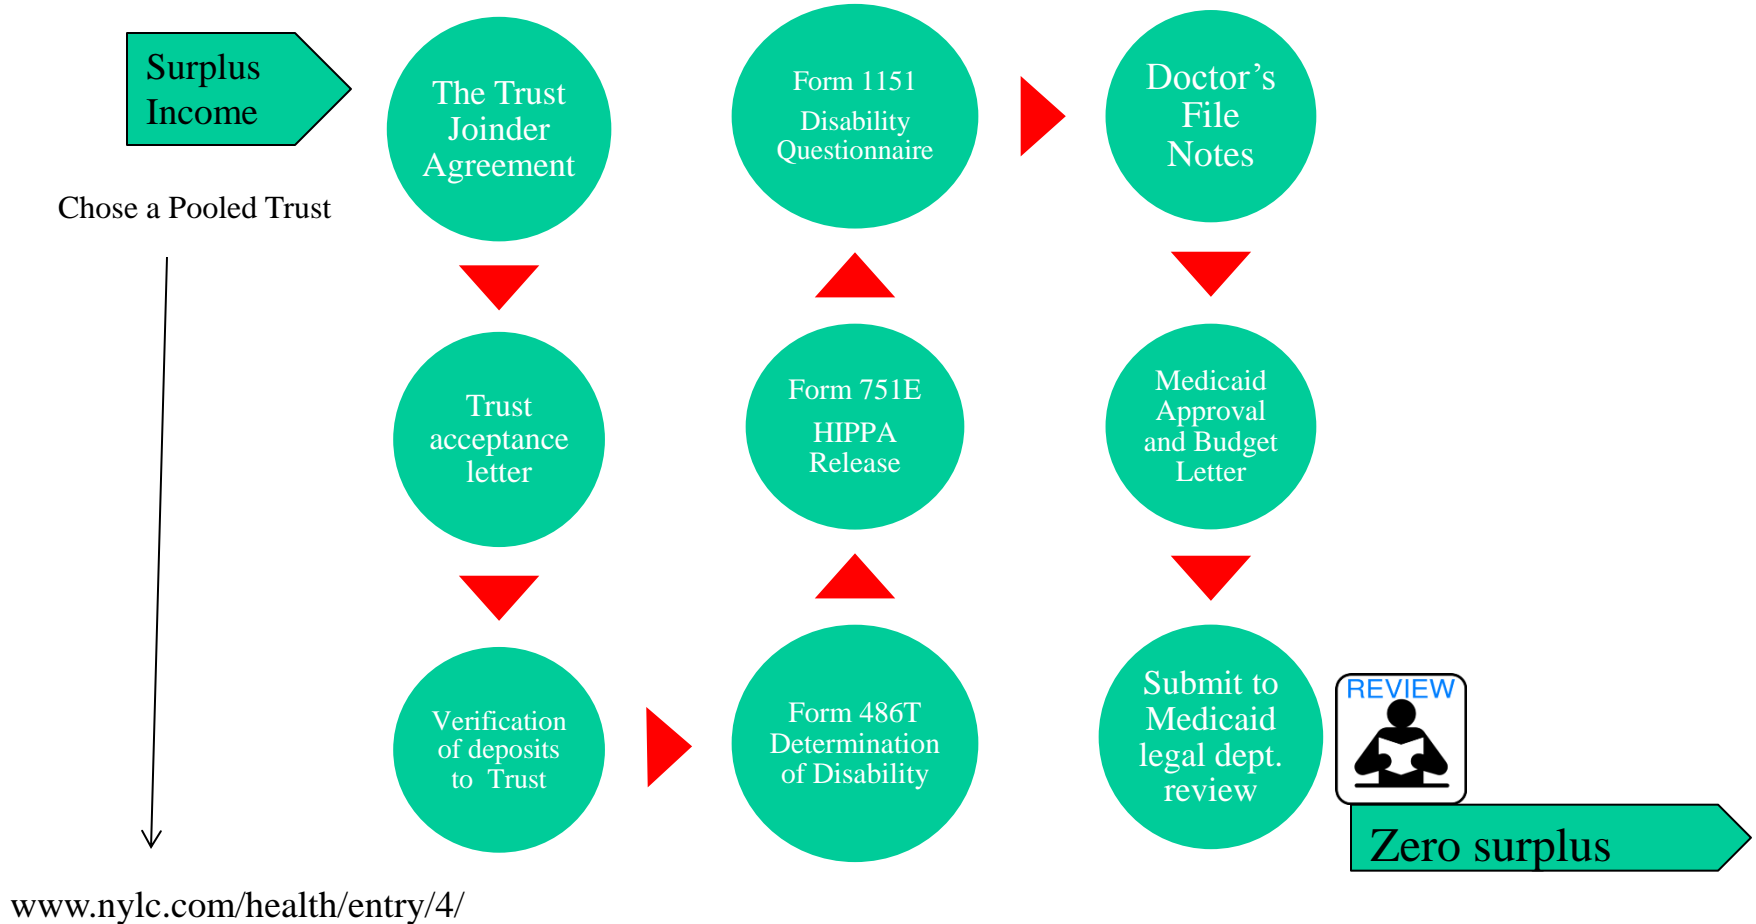 Surplus
Income
Chose a Pooled Trust
www.nylc.com/health/entry/4/
The Trust
Joinder
Agreement
Trust
acceptance
letter
Verification
of deposits
to Trust
Form 486T
Determination
of Disability
Form 751E
HIPPA
Release
Form 1151
Disability
Questionnaire
Doctor’s
File
Notes
Medicaid
Approval
and Budget
Letter
Submit to
Medicaid
legal dept.
review
REVIEW
Zero surplus